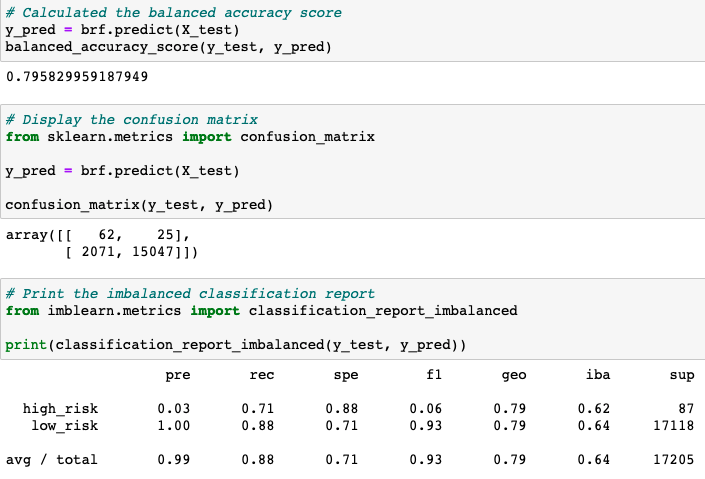 # Calculated the balanced accuracy score
y_pred = brf.predict(X_test)
balanced_accuracy_score(y_test, y_pred)
0.795829959187949
# Display the confusion matrix
from sklearn.metrics import confusion_matrix
y_pred = brf.predict(X_test)
confusion_matrix(y_test, y_pred)
array([[   62,    25],
       [ 2071, 15047]])
# Print the imbalanced classification report
from imblearn.metrics import classification_report_imbalanced
print(classification_report_imbalanced(y_test, y_pred))
                   pre       rec       spe        f1       geo       iba       sup
  high_risk       0.03      0.71      0.88      0.06      0.79      0.62        87
   low_risk       1.00      0.88      0.71      0.93      0.79      0.64     17118
avg / total       0.99      0.88      0.71      0.93      0.79      0.64     17205